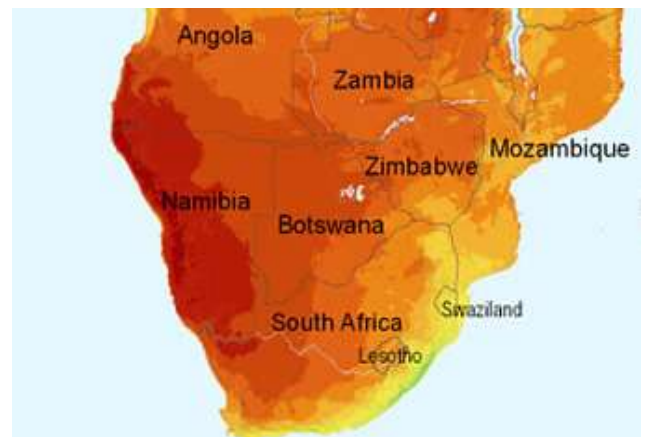 Angola
Zambia
Mozambique
Zimbabwe
Namibia
Botswana
Swaziland
South Africa
Lesotho